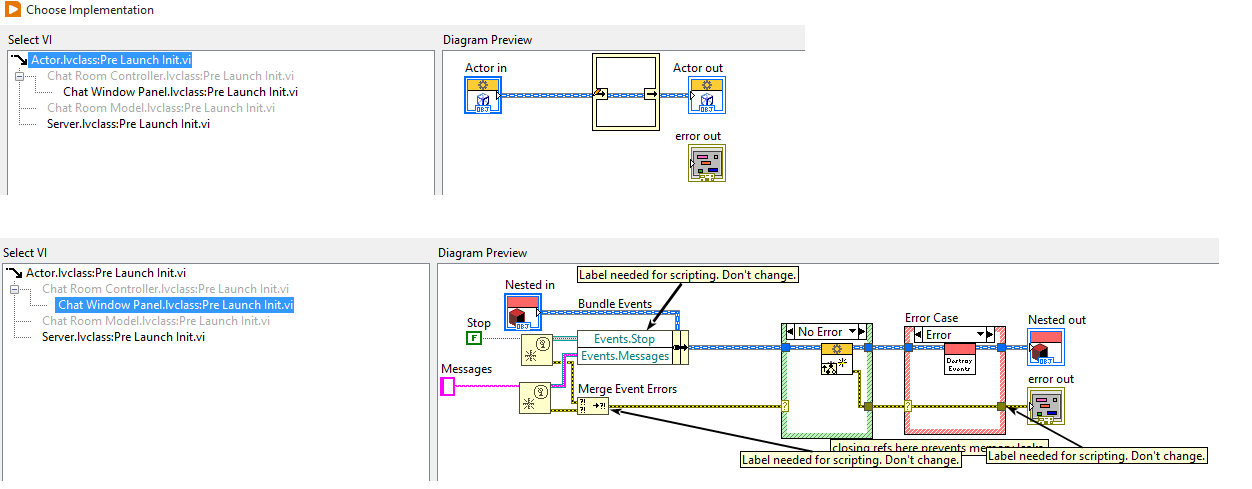 Choose Implementation
Select VI
Diagram Preview
Actor.lvclass:Pre Launch Init.vi
Chat Room Controller.lvclass:Pre Launch Init.vi
Chat Window Panel.lvclass:Pre Launch Init.vi
Chat Room Model.lvclass:Pre Launch Init.vi
Server.lvclass:Pre Launch Init.vi
Actor in
Actor out
OBJ
OBJ
error out
Select VI
Diagram Preview
Actor.lvclass:Pre Launch Init.vi
Chat Room Controller.lvclass:Pre Launch Init.vi
Chat Window Panel.lvclass:Pre Launch Init.vi
Chat Room Model.lvclass:Pre Launch Init.vi
Server.lvclass:Pre Launch Init.vi
Label needed for scripting. Don't change.
Nested in
OBJ
Bundle Events
Stop
F
Events.Stop
Events.Messages
Messages
Merge Event Errors
No Error
Error Case
Error
Destroy
Events
Nested out
OBJ
error out
closing refs here prevents memory leaks
Label needed for scripting. Don't change.
Label needed for scripting. Don't change.